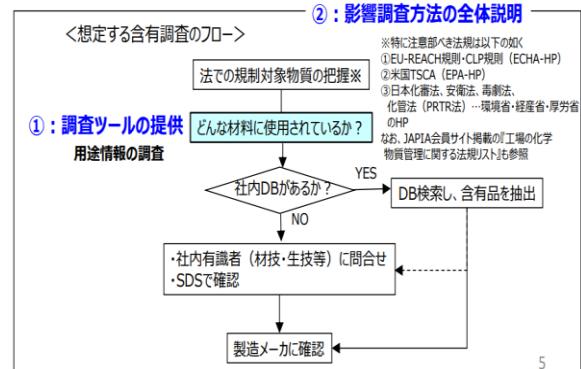 ②：影響調査方法の全体説明
＜想定する含有調査のフロー＞
※特に注意部べき法規は以下の如く
①EU-REACH規則・CLP規則（ECHA-HP）
②米国TSCA（EPA-HP）
③日本化審法、安衛法、毒劇法、
化管法（PRTR法）…環境省・経産省・厚労省
のHP
なお、JAPIA会員サイト掲載の『工場の化学
物質管理に関する法規リスト』も参照
法での規制対象物質の把握※
①：調査ツールの提供
用途情報の調査
どんな材料に使用されているか？
社内DBがあるか？
YES
DB検索し、含有品を抽出
NO
・社内有識者（材技・生技等）に問合せ
・SDSで確認
製造メーカに確認
5